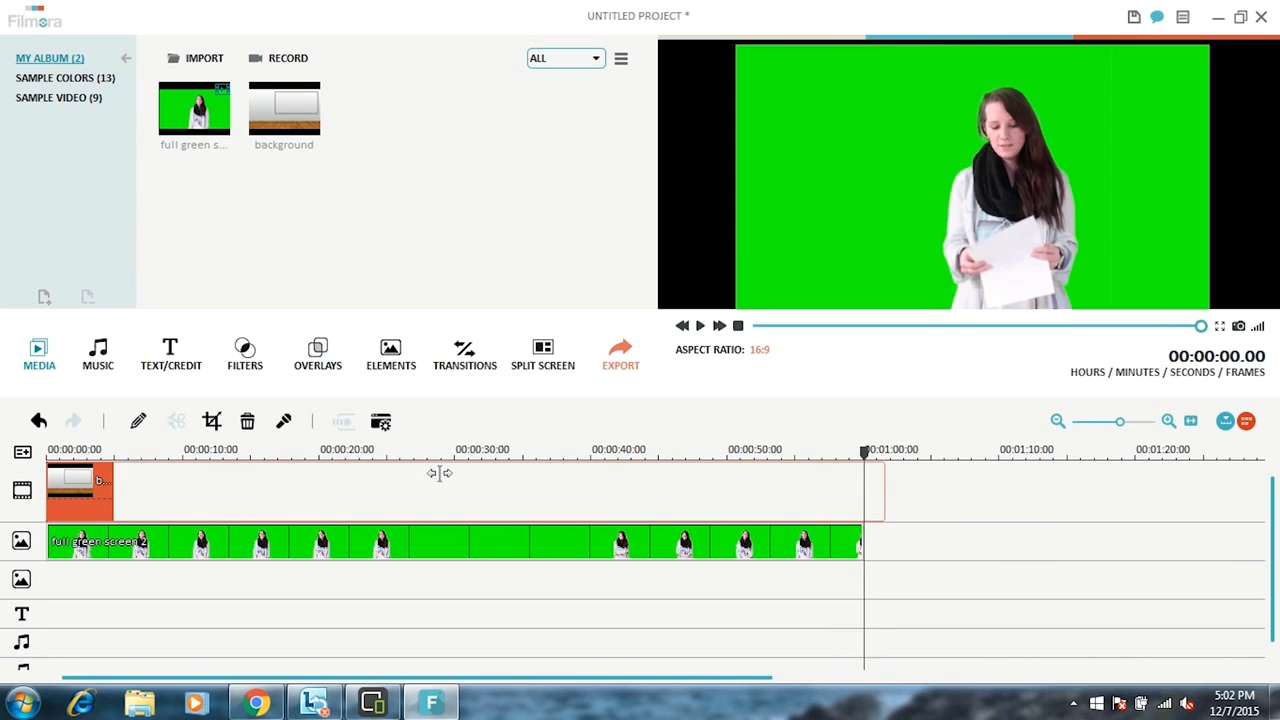 UNTITLED PROJECT *
Filmora
MY ALBUM (2)
SAMPLE COLORS (13)
SAMPLE VIDEO (9)
IMPORT
RECORD
ALL
full green s...
background
ASPECT RATIO: 16:9
00:00:00.00
HOURS / MINUTES / SECONDS / FRAMES
MEDIA
MUSIC
TEXT/CREDIT
FILTERS
OVERLAYS
ELEMENTS
TRANSITIONS
SPLIT SCREEN
EXPORT
00:00:00:00
00:00:10:00
00:00:20:00
00:00:30:00
00:00:40:00
00:00:50:00
00:01:00:00
00:01:10:00
00:01:20:00
b...
full green screen 2
5:02 PM
12/7/2015